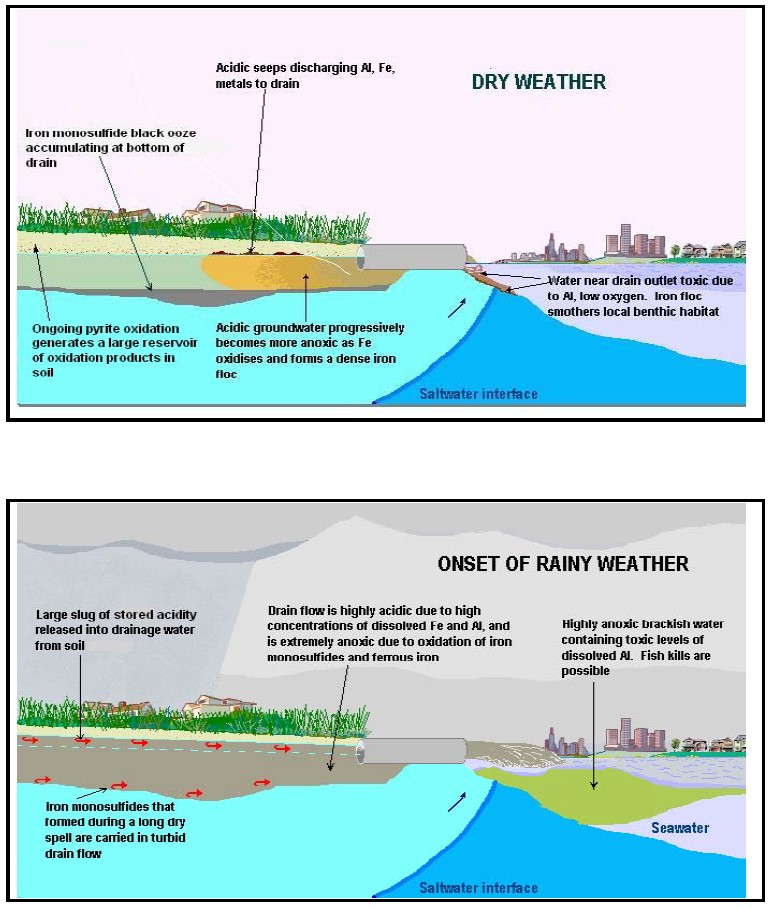 Acidic seeps discharging Al, Fe,
metals to drain
DRY WEATHER
Iron monosulfide black ooze
accumulating at bottom of
drain
Ongoing pyrite oxidation
generates a large reservoir
of oxidation products in
soil
Acidic groundwater progressively
becomes more anoxic as Fe
oxidises and forms a dense iron
floc
Water near drain outlet toxic due
to Al, low oxygen. Iron floc
smothers local benthic habitat
Saltwater interface
ONSET OF RAINY WEATHER
Large slug of stored acidity
released into drainage water
from soil
Drain flow is highly acidic due to high
concentrations of dissolved Fe and Al, and
is extremely anoxic due to oxidation of iron
monosulfides and ferrous iron
Highly anoxic brackish water
containing toxic levels of
dissolved Al. Fish kills are
possible
Iron monosulfides that
formed during a long dry
spell are carried in turbid
drain flow
Seawater
Saltwater interface